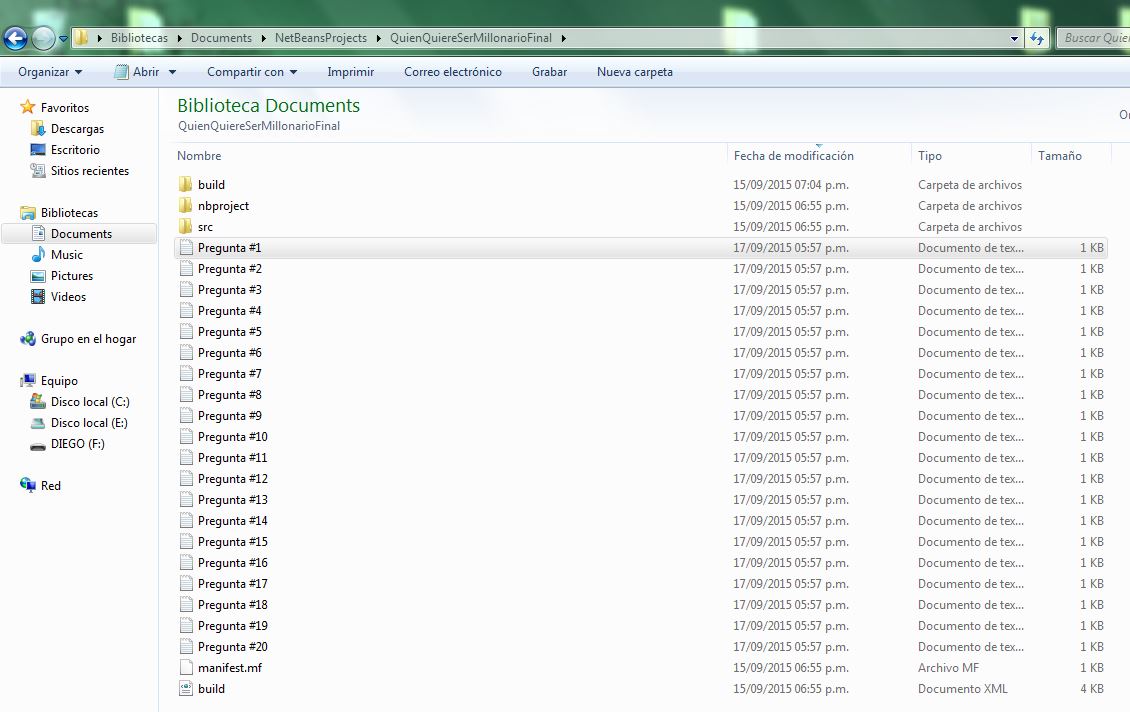 Bibliotecas Documents NetBeansProjects QuienQuiereSerMillonarioFinal Buscar Quie
Organizar Abrir Compartir con Imprimir Correo electrónico Grabar Nueva carpeta
Favoritos
Descargas
Escritorio
Sitios recientes
Bibliotecas
Documents
Music
Pictures
Videos
Grupo en el hogar
Equipo
Disco local (C:)
Disco local (E:)
DIEGO (F:)
Red
Biblioteca Documents
QuienQuiereSerMillonarioFinal
Nombre Fecha de modificación Tipo Tamaño
build 15/09/2015 07:04 p.m. Carpeta de archivos
nbproject 15/09/2015 06:55 p.m. Carpeta de archivos
src 15/09/2015 06:55 p.m. Carpeta de archivos
Pregunta #1 17/09/2015 05:57 p.m. Documento de tex... 1 KB
Pregunta #2 17/09/2015 05:57 p.m. Documento de tex... 1 KB
Pregunta #3 17/09/2015 05:57 p.m. Documento de tex... 1 KB
Pregunta #4 17/09/2015 05:57 p.m. Documento de tex... 1 KB
Pregunta #5 17/09/2015 05:57 p.m. Documento de tex... 1 KB
Pregunta #6 17/09/2015 05:57 p.m. Documento de tex... 1 KB
Pregunta #7 17/09/2015 05:57 p.m. Documento de tex... 1 KB
Pregunta #8 17/09/2015 05:57 p.m. Documento de tex... 1 KB
Pregunta #9 17/09/2015 05:57 p.m. Documento de tex... 1 KB
Pregunta #10 17/09/2015 05:57 p.m. Documento de tex... 1 KB
Pregunta #11 17/09/2015 05:57 p.m. Documento de tex... 1 KB
Pregunta #12 17/09/2015 05:57 p.m. Documento de tex... 1 KB
Pregunta #13 17/09/2015 05:57 p.m. Documento de tex... 1 KB
Pregunta #14 17/09/2015 05:57 p.m. Documento de tex... 1 KB
Pregunta #15 17/09/2015 05:57 p.m. Documento de tex... 1 KB
Pregunta #16 17/09/2015 05:57 p.m. Documento de tex... 1 KB
Pregunta #17 17/09/2015 05:57 p.m. Documento de tex... 1 KB
Pregunta #18 17/09/2015 05:57 p.m. Documento de tex... 1 KB
Pregunta #19 17/09/2015 05:57 p.m. Documento de tex... 1 KB
Pregunta #20 17/09/2015 05:57 p.m. Documento de tex... 1 KB
manifest.mf 15/09/2015 06:55 p.m. Archivo MF 1 KB
build 15/09/2015 06:55 p.m. Documento XML 4 KB